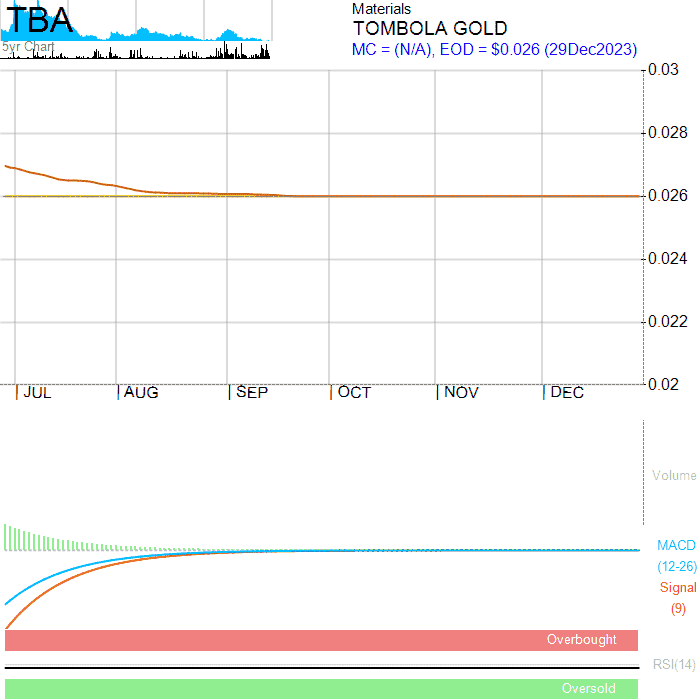 TBA
5yr Chart
Materials
TOMBOLA GOLD
MC = (N/A), EOD = $0.026 (29Dec2023)
0.03
0.028
0.026
0.024
0.022
0.02
JUL AUG SEP OCT NOV DEC
Volume
MACD
(12-26)
Signal
(9)
Overbought
RSI(14)
Oversold